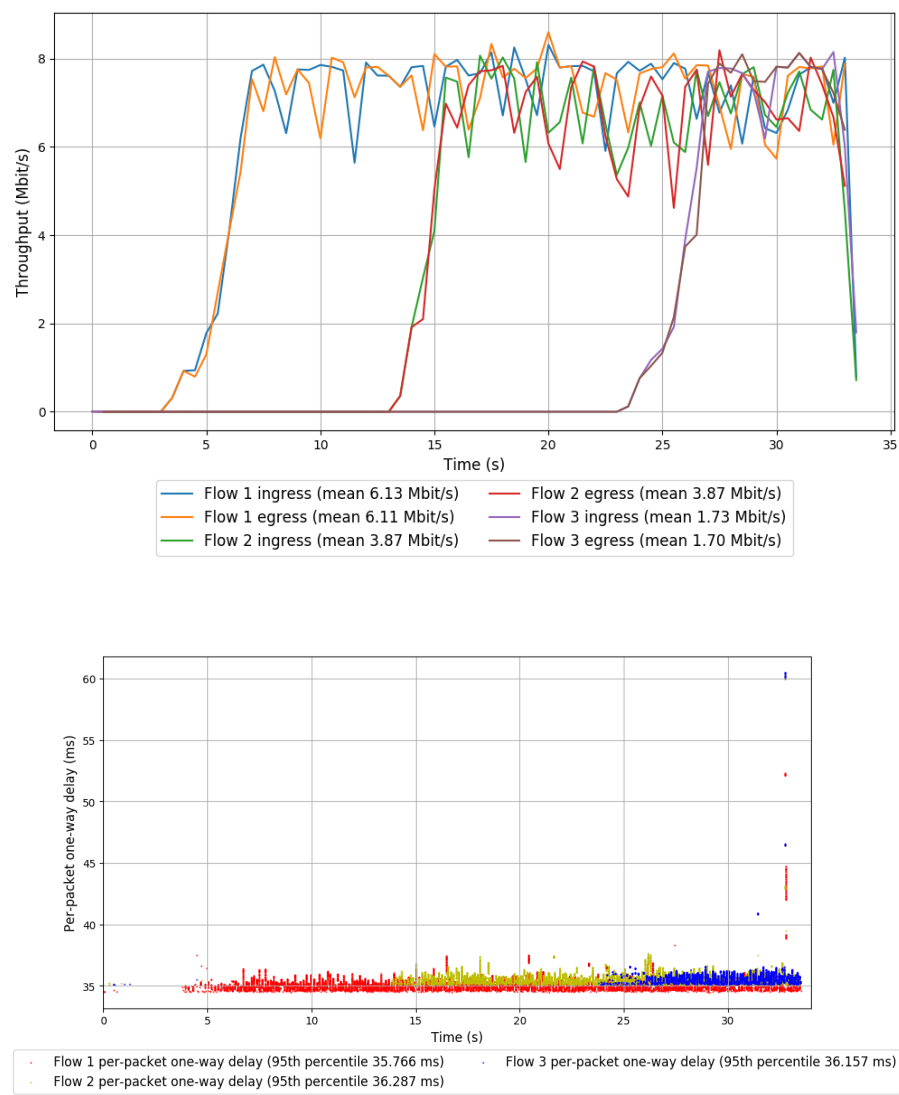 8
6
4
2
0
Throughput (Mbit/s)
0 5 10 15 20 25 30 35
Time (s)
Flow 1 ingress (mean 6.13 Mbit/s)
Flow 1 egress (mean 6.11 Mbit/s)
Flow 2 ingress (mean 3.87 Mbit/s)
Flow 2 egress (mean 3.87 Mbit/s)
Flow 3 ingress (mean 1.73 Mbit/s)
Flow 3 egress (mean 1.70 Mbit/s)
60
55
50
45
40
35
Per-packet one-way delay (ms)
0 5 10 15 20 25 30
Time (s)
Flow 1 per-packet one-way delay (95th percentile 35.766 ms)
Flow 2 per-packet one-way delay (95th percentile 36.287 ms)
Flow 3 per-packet one-way delay (95th percentile 36.157 ms)